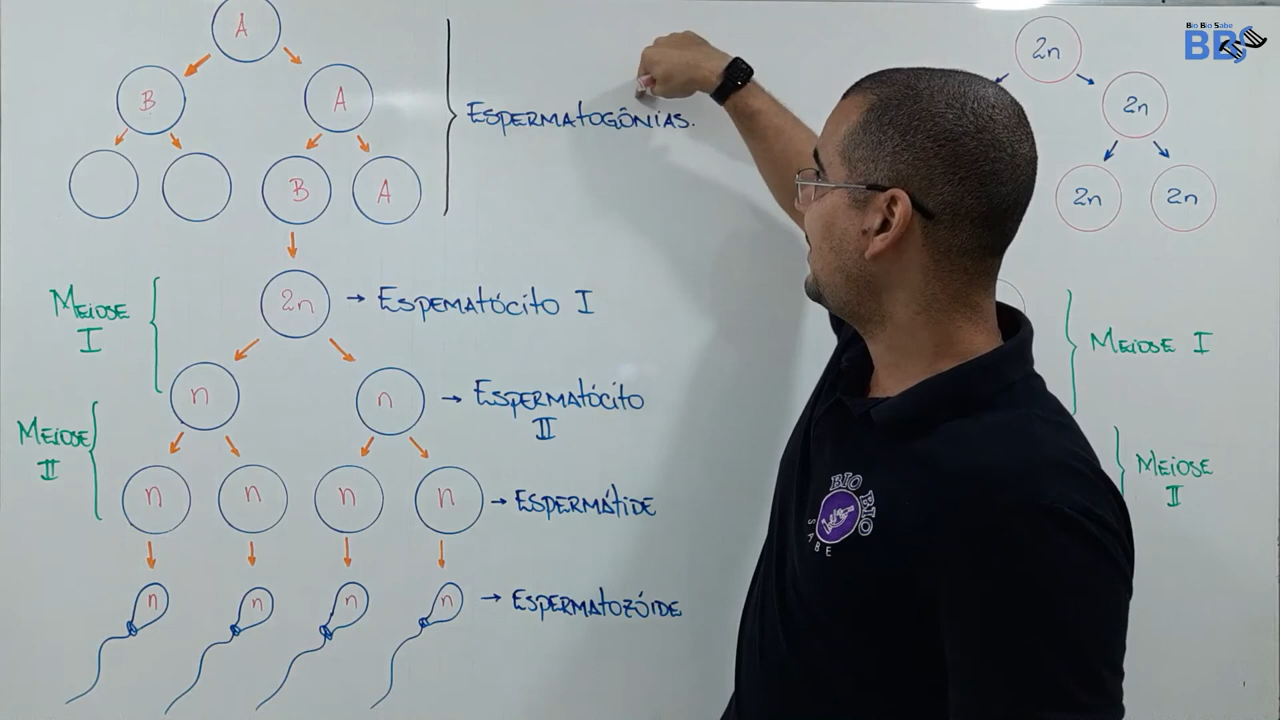 A
B
A
B
A
ESPERMATOGÔNIAS.
MEIOSE
I
2n
→ ESPEMATÓCITO I
n
n
→ ESPERMATÓCITO
II
MEIOSE
II
n
n
n
n
→ ESPERMÁTIDE
n
n
n
n
→ ESPERMATOZÓIDE
Bio Bio Sabe
BBS
2n
2n
2n
2n
MEIOSE I
MEIOSE
II
BIO BIO
SABE